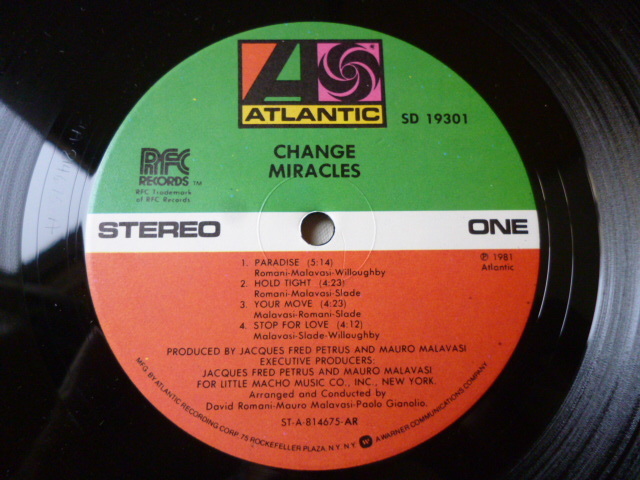 ATLANTIC
SD 19301
CHANGE
MIRACLES
RFC
RECORDS ™
RFC Trademark
of RFC Records
STEREO
ONE
℗ 1981
Atlantic
1. PARADISE (5:14)
Romani-Malavasi-Willoughby
2. HOLD TIGHT (4:23)
Romani-Malavasi-Slade
3. YOUR MOVE (4:23)
Malavasi-Romani-Slade
4. STOP FOR LOVE (4:12)
Malavasi-Slade-Willoughby
PRODUCED BY JACQUES FRED PETRUS AND MAURO MALAVASI
EXECUTIVE PRODUCERS:
JACQUES FRED PETRUS AND MAURO MALAVASI
FOR LITTLE MACHO MUSIC CO., INC., NEW YORK.
Arranged and Conducted by
David Romani-Mauro Malavasi-Paolo Gianolio.
ST-A-814675-AR
MFG. BY ATLANTIC RECORDING CORP., 75 ROCKEFELLER PLAZA, N.Y., N.Y. A WARNER COMMUNICATIONS COMPANY